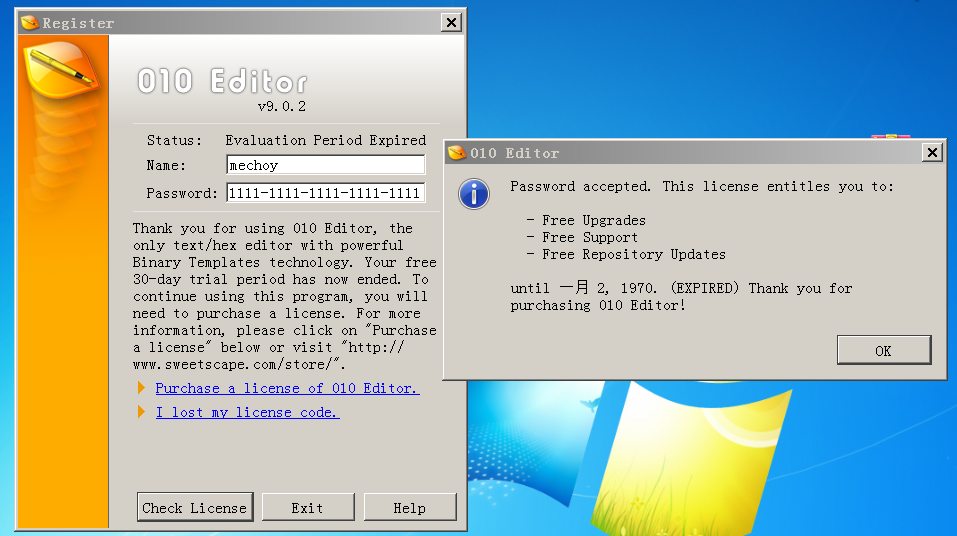 Register
010 Editor
v9.0.2
Status: Evaluation Period Expired
Name: mechoy
Password: 1111-1111-1111-1111-1111
Thank you for using 010 Editor, the
only text/hex editor with powerful
Binary Templates technology. Your free
30-day trial period has now ended. To
continue using this program, you will
need to purchase a license. For more
information, please click on "Purchase
a license" below or visit "http://
www.sweetscape.com/store/".
Purchase a license of 010 Editor.
I lost my license code.
Check License
Exit
Help
010 Editor
Password accepted. This license entitles you to:
- Free Upgrades
- Free Support
- Free Repository Updates
until 一月 2, 1970. (EXPIRED) Thank you for
purchasing 010 Editor!
OK